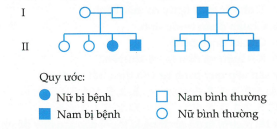 I
II
Quy ước:
Nữ bị bệnh
Nam bình thường
Nam bị bệnh
Nữ bình thường